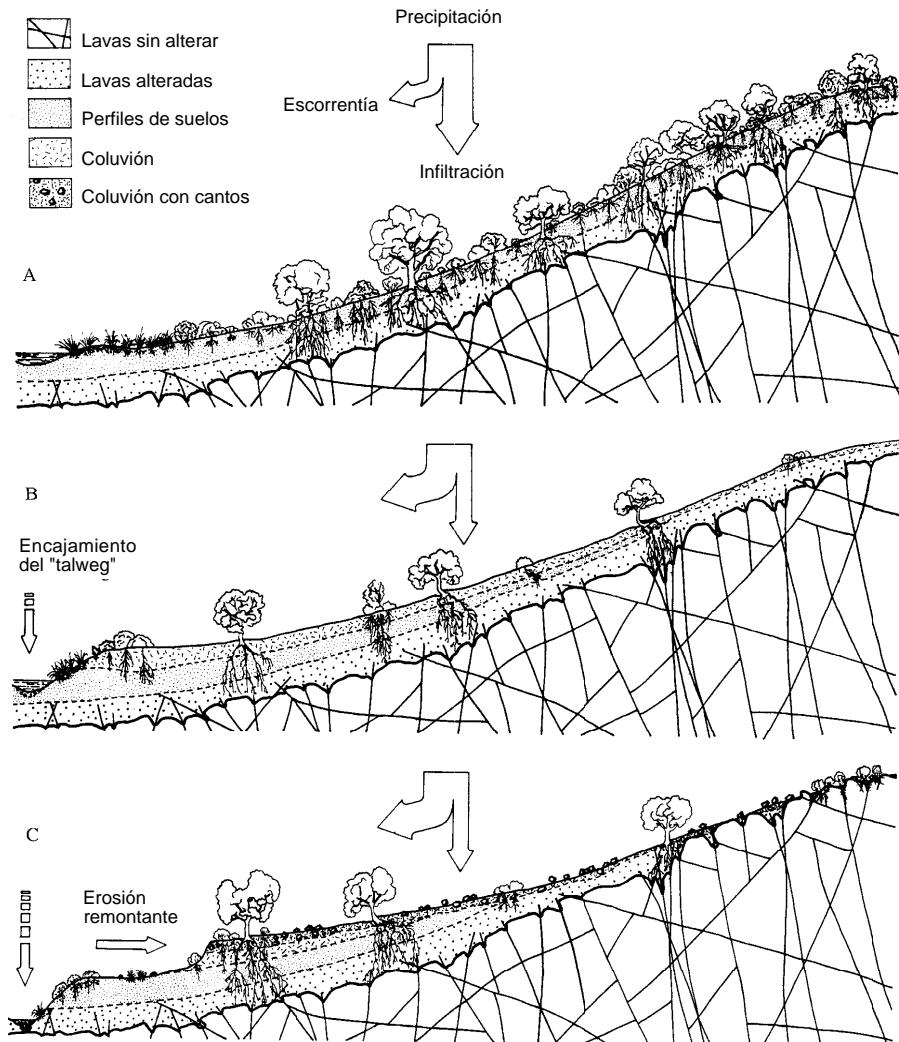 Precipitación
Lavas sin alterar
Lavas alteradas
Escorrentía
Perfiles de suelos
Coluvión
Infiltración
Coluvión con cantos
A
B
Encajamiento
del "talweg"
C
Erosión
remontante